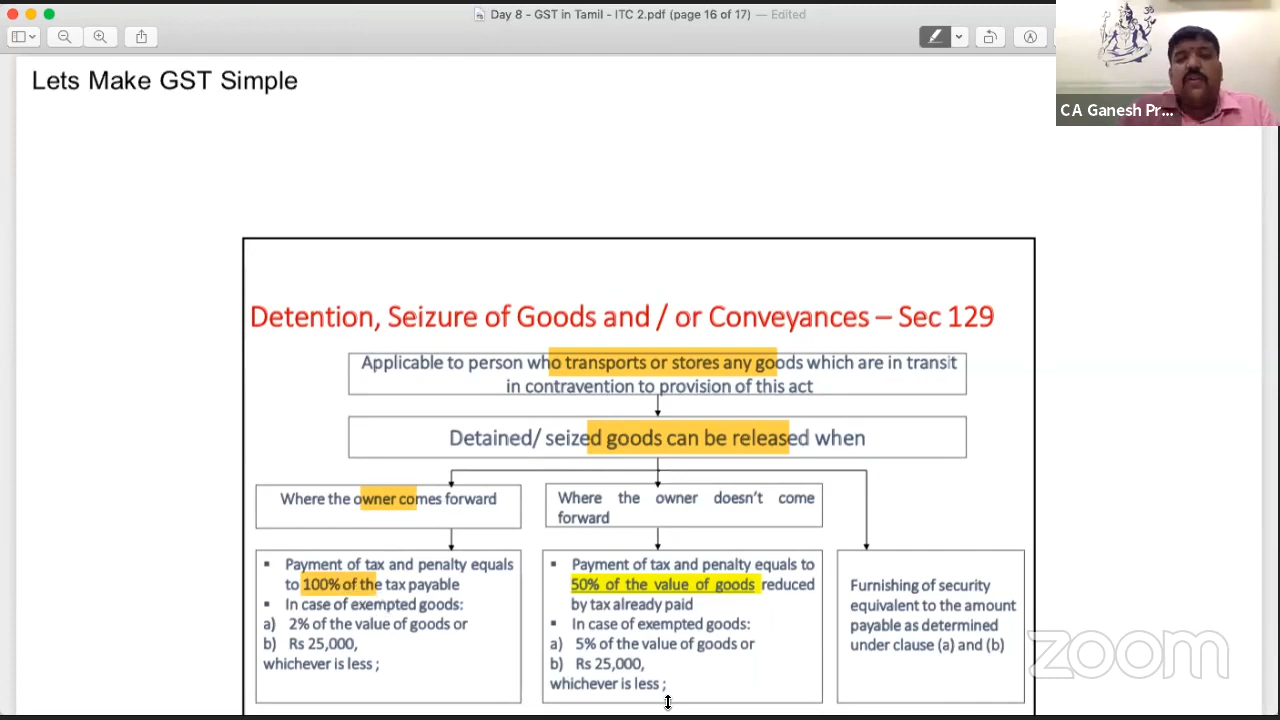 Day 8 - GST in Tamil - ITC 2.pdf (page 16 of 17) — Edited
C A Ganesh Pr...
Lets Make GST Simple
Detention, Seizure of Goods and / or Conveyances – Sec 129
Applicable to person who transports or stores any goods which are in transit
in contravention to provision of this act
Detained/ seized goods can be released when
Where the owner comes forward
Where the owner doesn't come
forward
▪ Payment of tax and penalty equals
to 100% of the tax payable
▪ In case of exempted goods:
a) 2% of the value of goods or
b) Rs 25,000,
whichever is less ;
▪ Payment of tax and penalty equals to
50% of the value of goods reduced
by tax already paid
▪ In case of exempted goods:
a) 5% of the value of goods or
b) Rs 25,000,
whichever is less ;
Furnishing of security
equivalent to the amount
payable as determined
under clause (a) and (b)
zoom